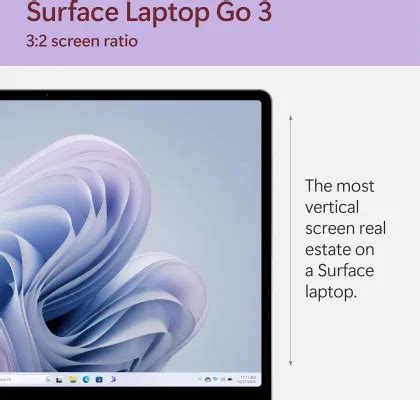 Surface Laptop Go 3
3:2 screen ratio
The most
vertical
screen real
estate on
a Surface
laptop.